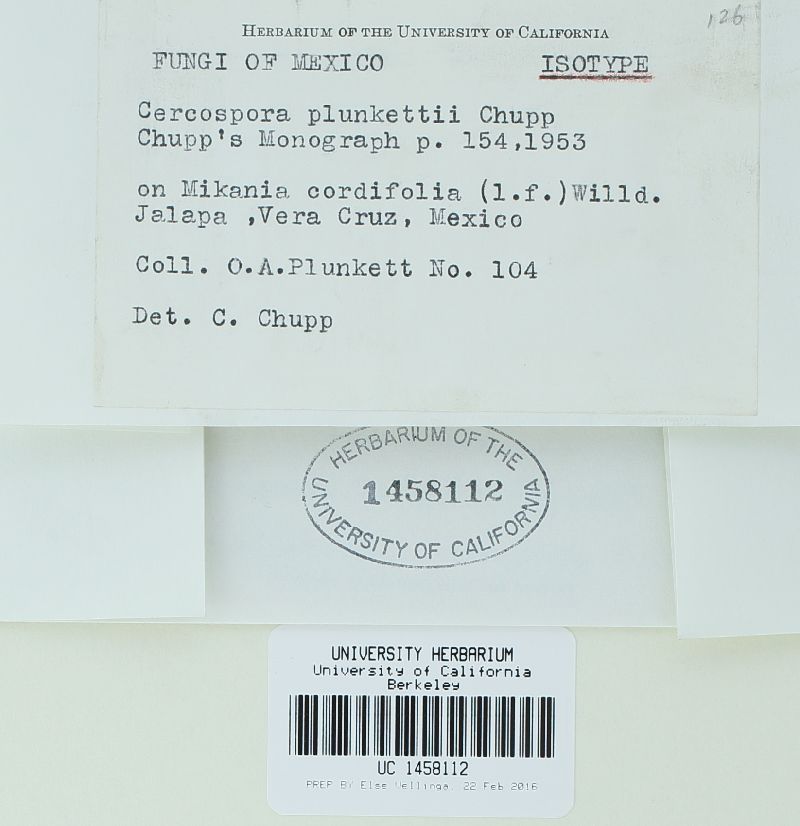 126
HERBARIUM OF THE UNIVERSITY OF CALIFORNIA
FUNGI OF MEXICO ISOTYPE
Cercospora plunkettii Chupp
Chupp's Monograph p. 154,1953
on Mikania cordifolia (l.f.)Willd.
Jalapa ,Vera Cruz, Mexico
Coll. O.A.Plunkett No. 104
Det. C. Chupp
HERBARIUM OF THE
1458112
UNIVERSITY OF CALIFORNIA
UNIVERSITY HERBARIUM
University of California
Berkeley
UC 1458112
PREP BY Else Vellinga, 22 Feb 2016